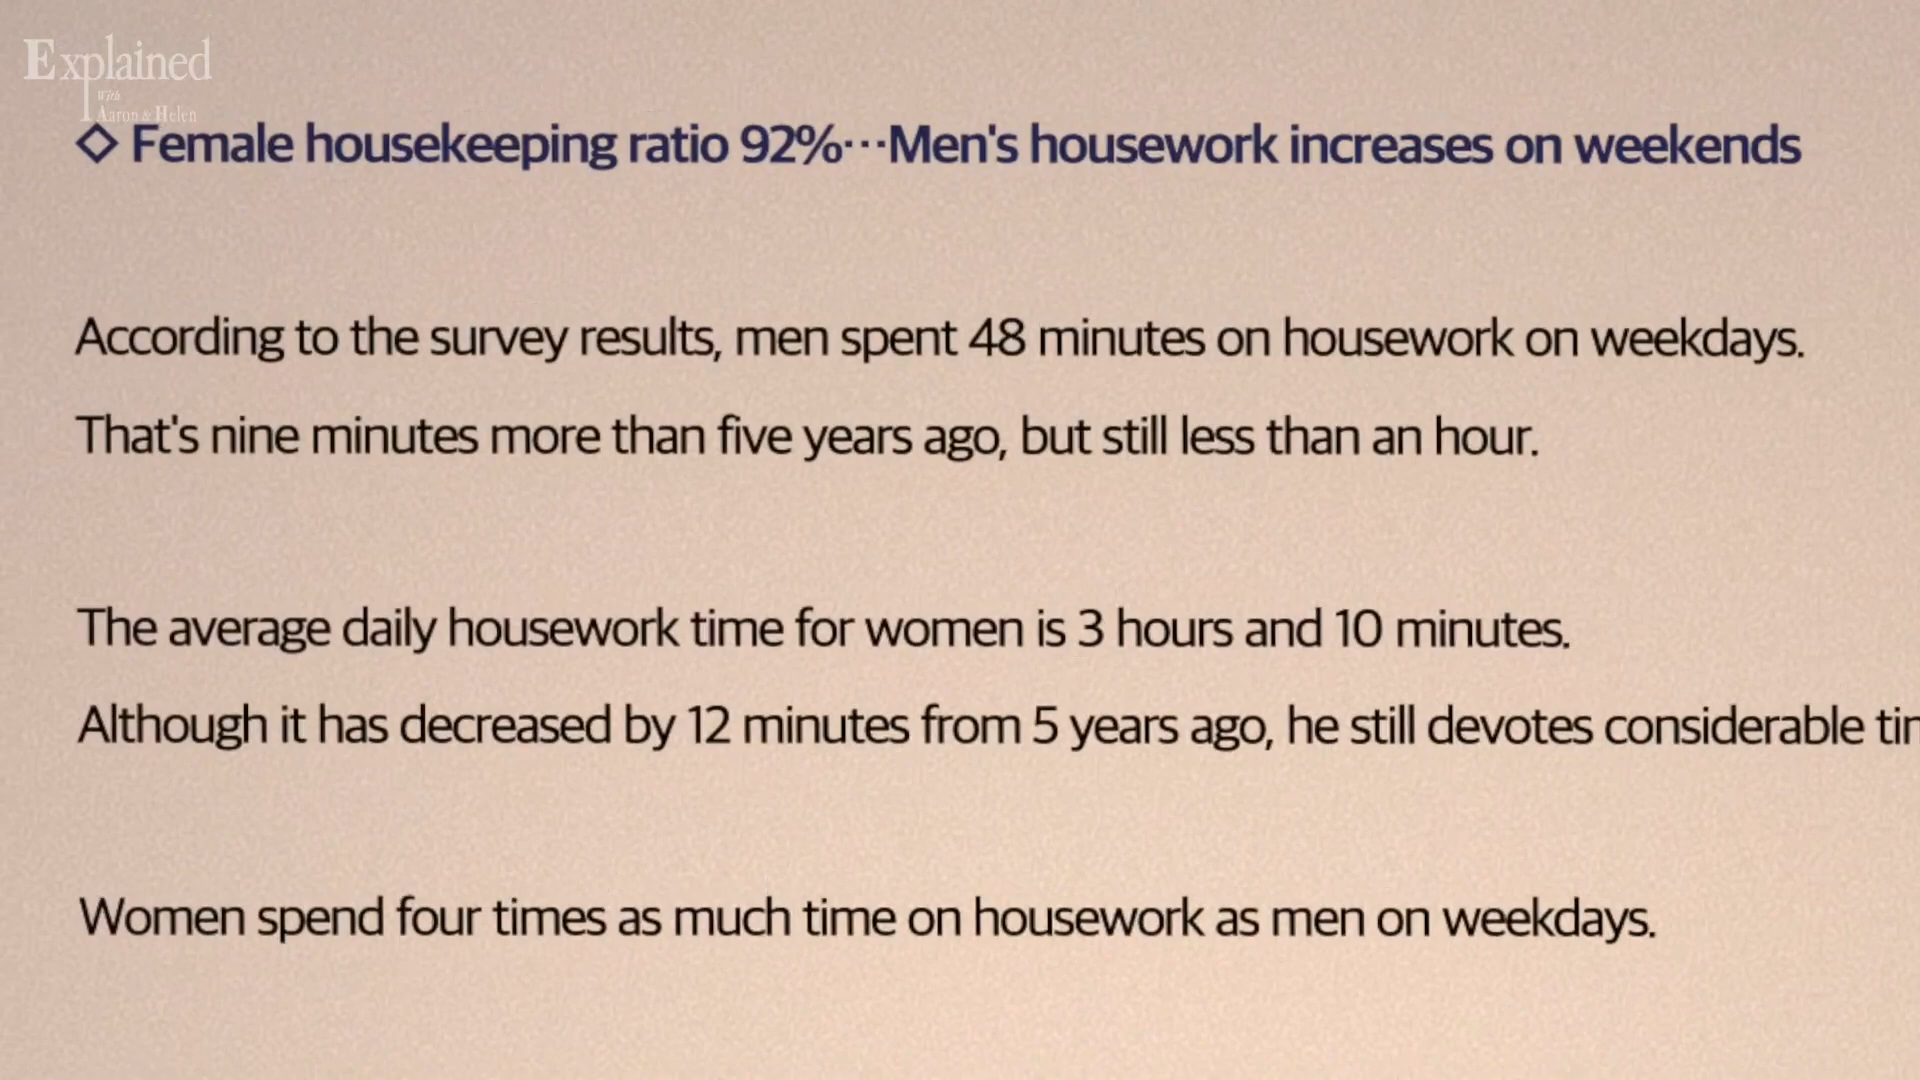 Explained
With
Aaron & Helen
◇ Female housekeeping ratio 92%···Men's housework increases on weekends
According to the survey results, men spent 48 minutes on housework on weekdays.
That's nine minutes more than five years ago, but still less than an hour.
The average daily housework time for women is 3 hours and 10 minutes.
Although it has decreased by 12 minutes from 5 years ago, he still devotes considerable
Women spend four times as much time on housework as men on weekdays.